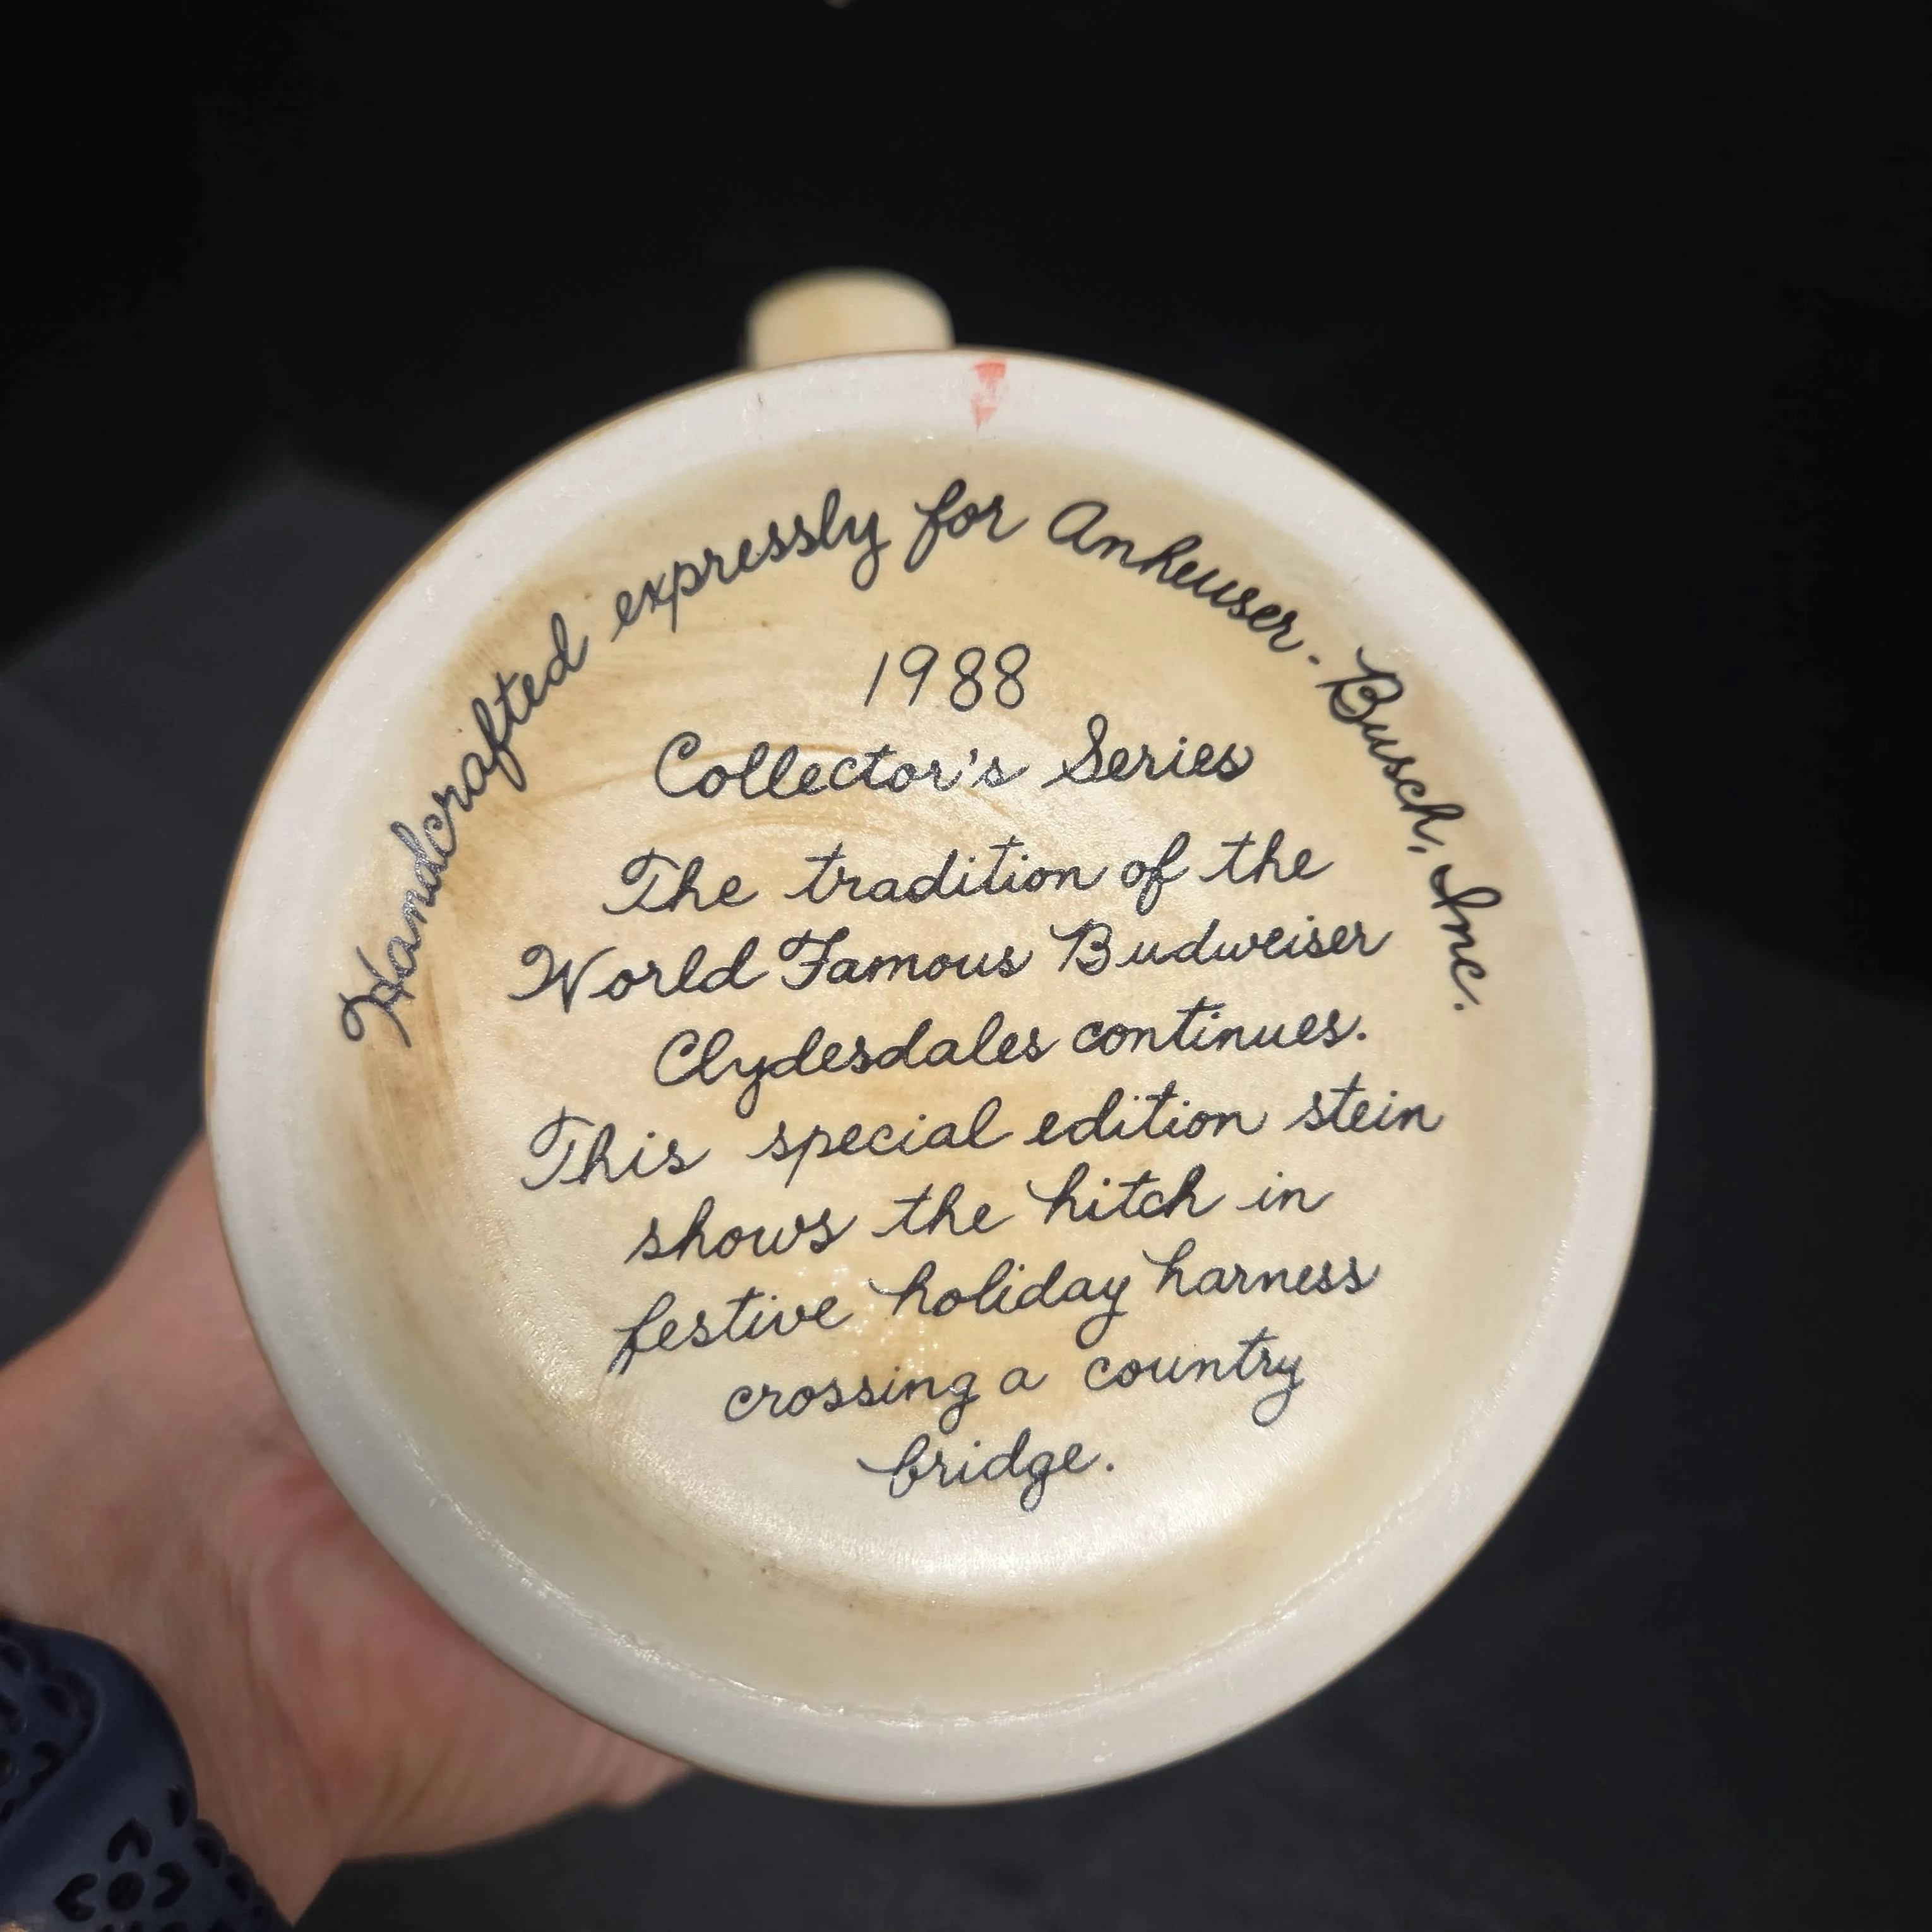 Handcrafted expressly for Anheuser-Busch, Inc.
1988
Collector's Series
The tradition of the
World Famous Budweiser
Clydesdales continues.
This special edition stein
shows the hitch in
festive holiday harness
crossing a country
bridge.